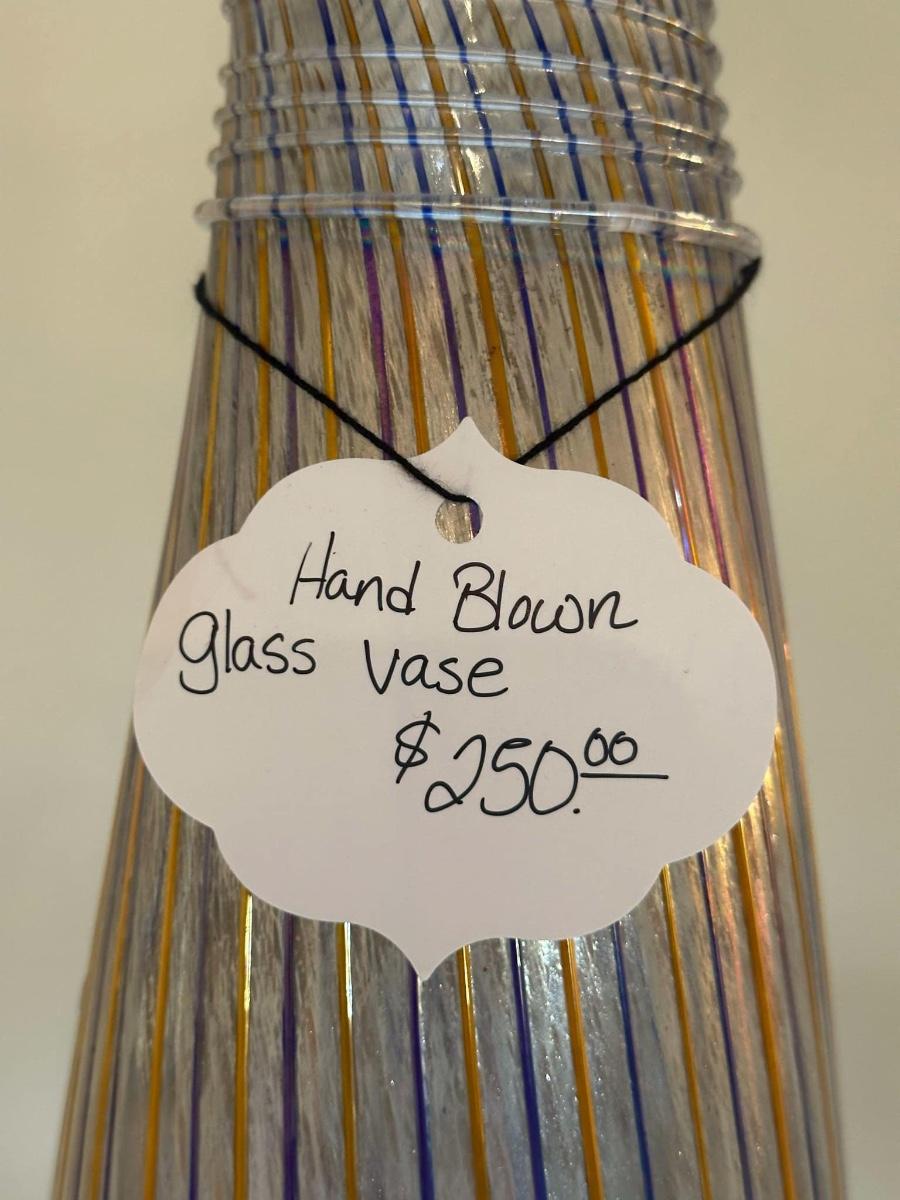 Hand Blown
glass vase
$250.00